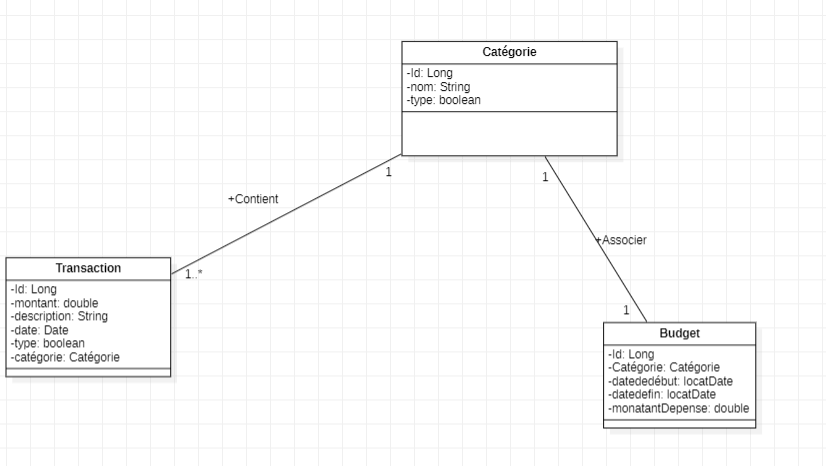 Catégorie
-Id: Long
-nom: String
-type: boolean
1
1
+Contient
+Associer
1..*
1
Transaction
-Id: Long
-montant: double
-description: String
-date: Date
-type: boolean
-catégorie: Catégorie
Budget
-Id: Long
-Catégorie: Catégorie
-datededébut: locatDate
-datedefin: locatDate
-monatantDepense: double